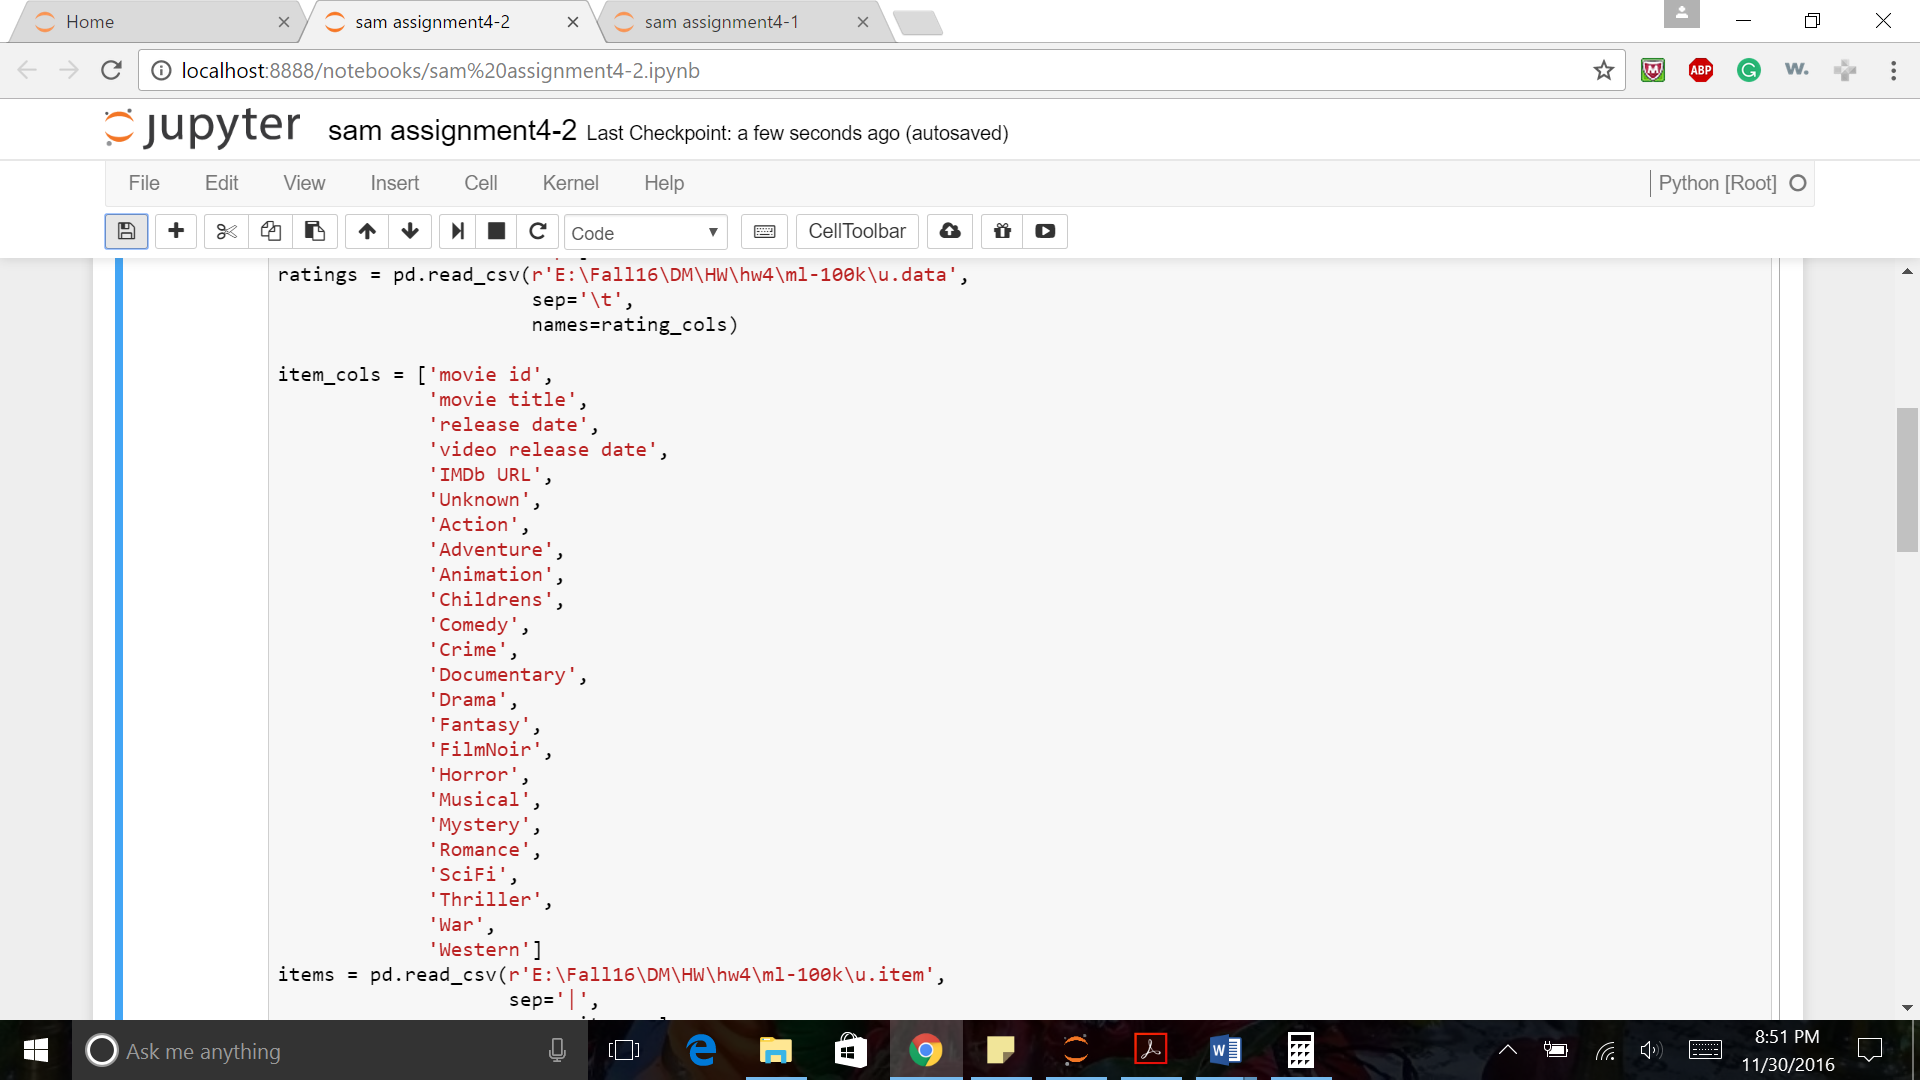 Home
sam assignment4-2
sam assignment4-1
localhost:8888/notebooks/sam%20assignment4-2.ipynb
ABP
W.
jupyter sam assignment4-2 Last Checkpoint: a few seconds ago (autosaved)
File Edit View Insert Cell Kernel Help Python [Root]
Code CellToolbar
ratings = pd.read_csv(r'E:\Fall16\DM\HW\hw4\ml-100k\u.data',
sep='\t',
names=rating_cols)
item_cols = ['movie id',
'movie title',
'release date',
'video release date',
'IMDb URL',
'Unknown',
'Action',
'Adventure',
'Animation',
'Childrens',
'Comedy',
'Crime',
'Documentary',
'Drama',
'Fantasy',
'FilmNoir',
'Horror',
'Musical',
'Mystery',
'Romance',
'SciFi',
'Thriller',
'War',
'Western']
items = pd.read_csv(r'E:\Fall16\DM\HW\hw4\ml-100k\u.item',
sep='|',
Ask me anything
8:51 PM
11/30/2016